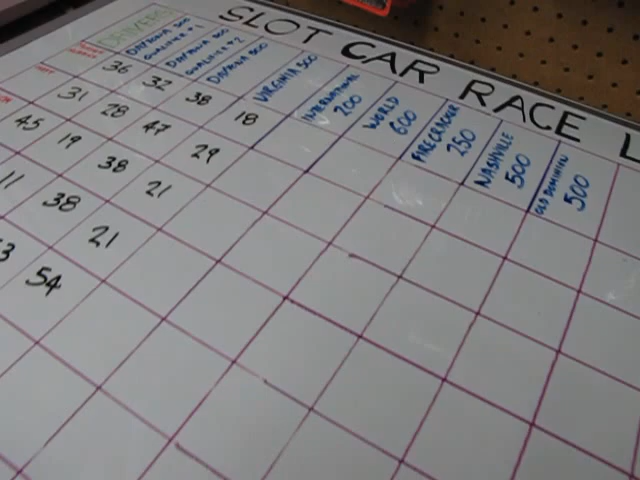 SLOT CAR RACE L
DRIVERS
DAYTONA 500
QUALIFIER
DAYTONA 500
QUALIFIER
DAYTONA 500
VIRGINIA 500
INTERNATIONAL
200
WORLD
600
FIRECRACKER
250
NASHVILLE
500
OLD DOMINION
500
36 32 38 18
31 28 47 29
45 19 38 21
11 38 21
54